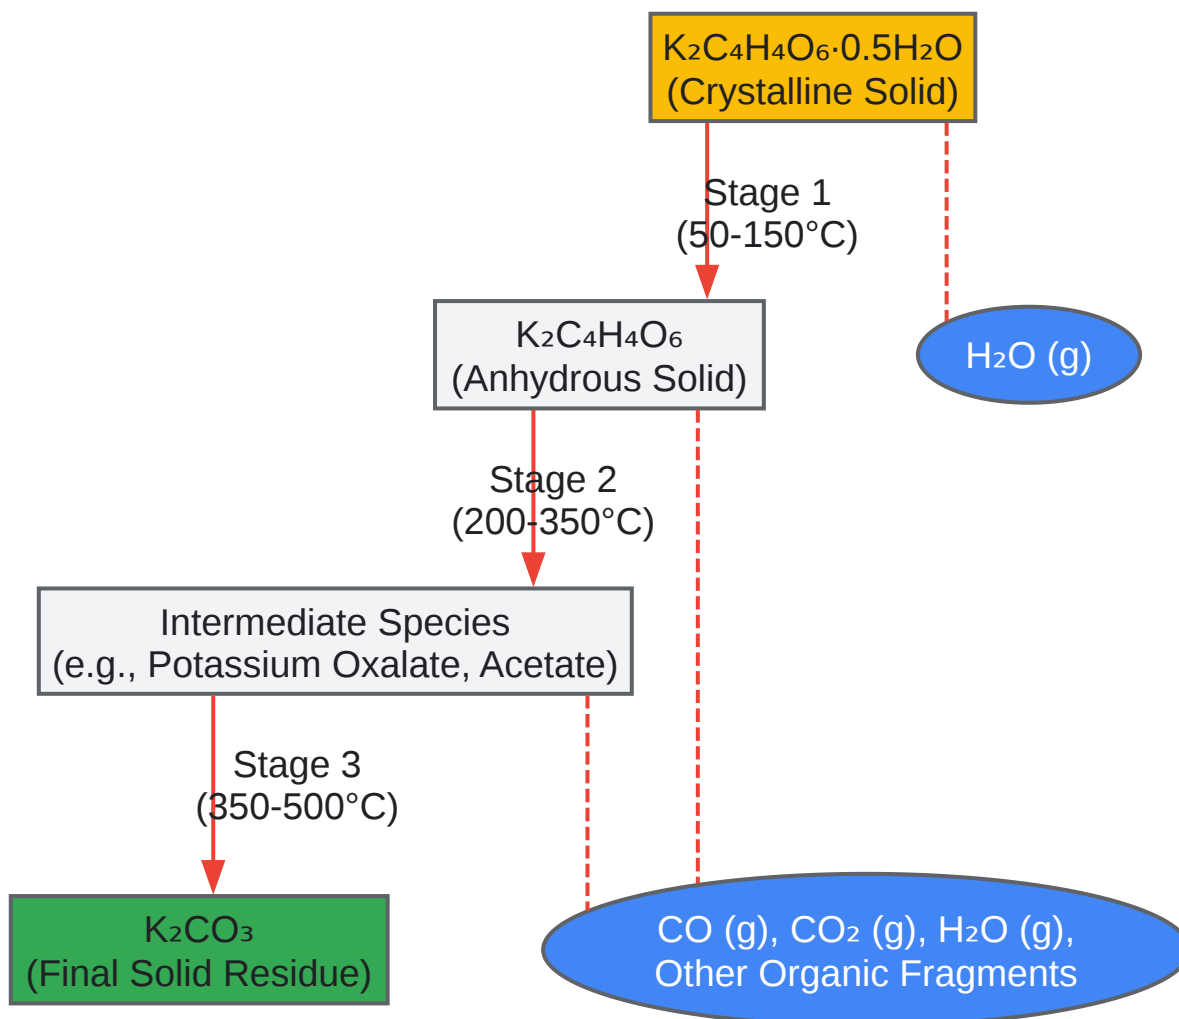 K₂C₄H₄O₆·0.5H₂O
(Crystalline Solid)
Stage 1
(50-150°C)
K₂C₄H₄O₆
(Anhydrous Solid)
H₂O (g)
Stage 2
(200-350°C)
Intermediate Species
(e.g., Potassium Oxalate, Acetate)
Stage 3
(350-500°C)
K₂CO₃
(Final Solid Residue)
CO (g), CO₂ (g), H₂O (g),
Other Organic Fragments